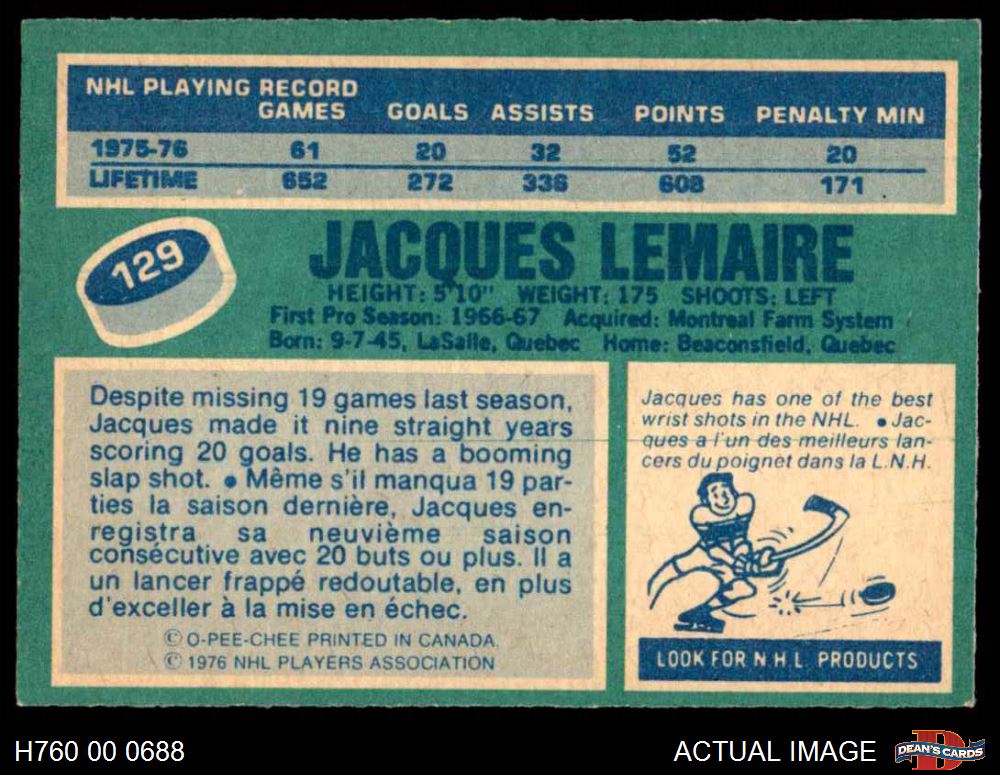 NHL PLAYING RECORD
GAMES GOALS ASSISTS POINTS PENALTY MIN
1975-76 61 20 32 52 20
LIFETIME 652 272 336 608 171
129
JACQUES LEMAIRE
HEIGHT: 5'10" WEIGHT: 175 SHOOTS: LEFT
First Pro Season: 1966-67 Acquired: Montreal Farm System
Born: 9-7-45, LaSalle, Quebec Home: Beaconsfield, Quebec
Despite missing 19 games last season,
Jacques made it nine straight years
scoring 20 goals. He has a booming
slap shot. • Même s'il manqua 19 par-
ties la saison dernière, Jacques en-
registra sa neuvième saison
consécutive avec 20 buts ou plus. Il a
un lancer frappé redoutable, en plus
d'exceller à la mise en échec.
© O-PEE-CHEE PRINTED IN CANADA.
© 1976 NHL PLAYERS ASSOCIATION
Jacques has one of the best
wrist shots in the NHL. • Jac-
ques a l'un des meilleurs lan-
cers du poignet dans la L.N.H.
LOOK FOR N.H.L. PRODUCTS
H760 00 0688
ACTUAL IMAGE
D
DEAN'S CARDS